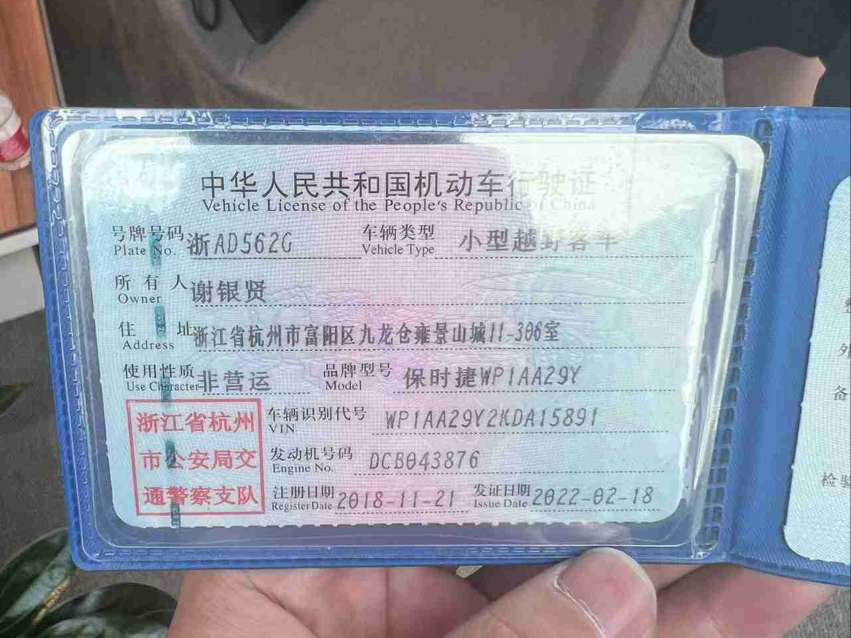 中华人民共和国机动车行驶证
Vehicle License of the People's Republic of China
号牌号码 浙AD562G 车辆类型 小型越野客车
Plate No. Vehicle Type
所有人 谢银贤
Owner
住址 浙江省杭州市富阳区九龙仓雍景山城11-306室
Address
使用性质 非营运 品牌型号 保时捷WP1AA29Y
Use Character Model
浙江省杭州
市公安局交
通警察支队
车辆识别代号 WP1AA29Y2KDA15891
VIN
发动机号码 DCB043876
Engine No.
注册日期 2018-11-21 发证日期 2022-02-18
Register Date Issue Date
外
备
检验